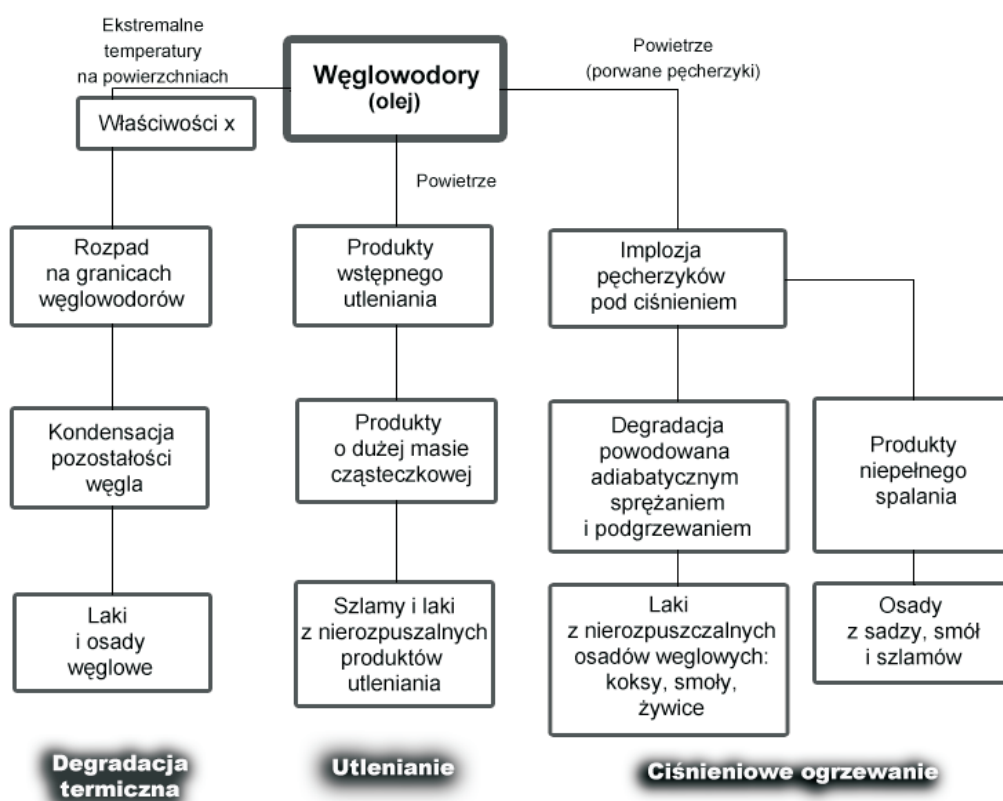 Ekstremalne
temperatury
na powierzchniach
Węglowodory
(olej)
Powietrze
(porwane pęcherzyki)
Właściwości x
Powietrze
Rozpad
na granicach
węglowodorów
Produkty
wstępnego
utleniania
Implozja
pęcherzyków
pod ciśnieniem
Kondensacja
pozostałości
węgla
Produkty
o dużej masie
cząsteczkowej
Degradacja
powodowana
adiabatycznym
sprężaniem
i podgrzewaniem
Produkty
niepełnego
spalania
Laki
i osady
węglowe
Szlamy i laki
z nierozpuszalnych
produktów
utleniania
Laki
z nierozpuszczalnych
osadów weglowych:
koksy, smoły,
żywice
Osady
z sadzy, smół
i szlamów
Degradacja
termiczna
Utlenianie
Ciśnieniowe ogrzewanie